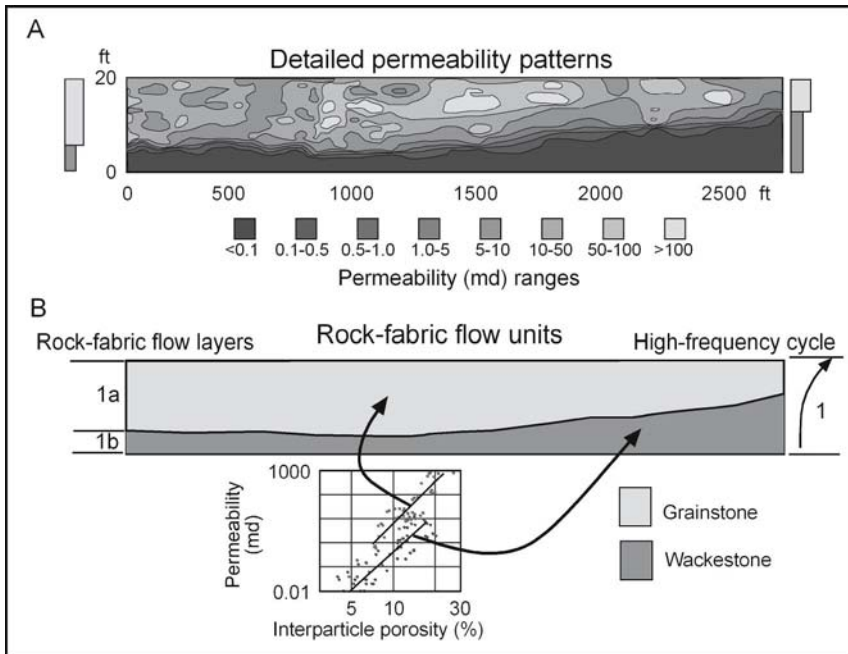 A
ft
Detailed permeability patterns
20
0
0 500 1000 1500 2000 2500 ft
<0.1 0.1-0.5 0.5-1.0 1.0-5 5-10 10-50 50-100 >100
Permeability (md) ranges
B
Rock-fabric flow layers Rock-fabric flow units High-frequency cycle
1a
1b
1
1000
Permeability
(md)
0.01
5 10 30
Interparticle porosity (%)
Grainstone
Wackestone